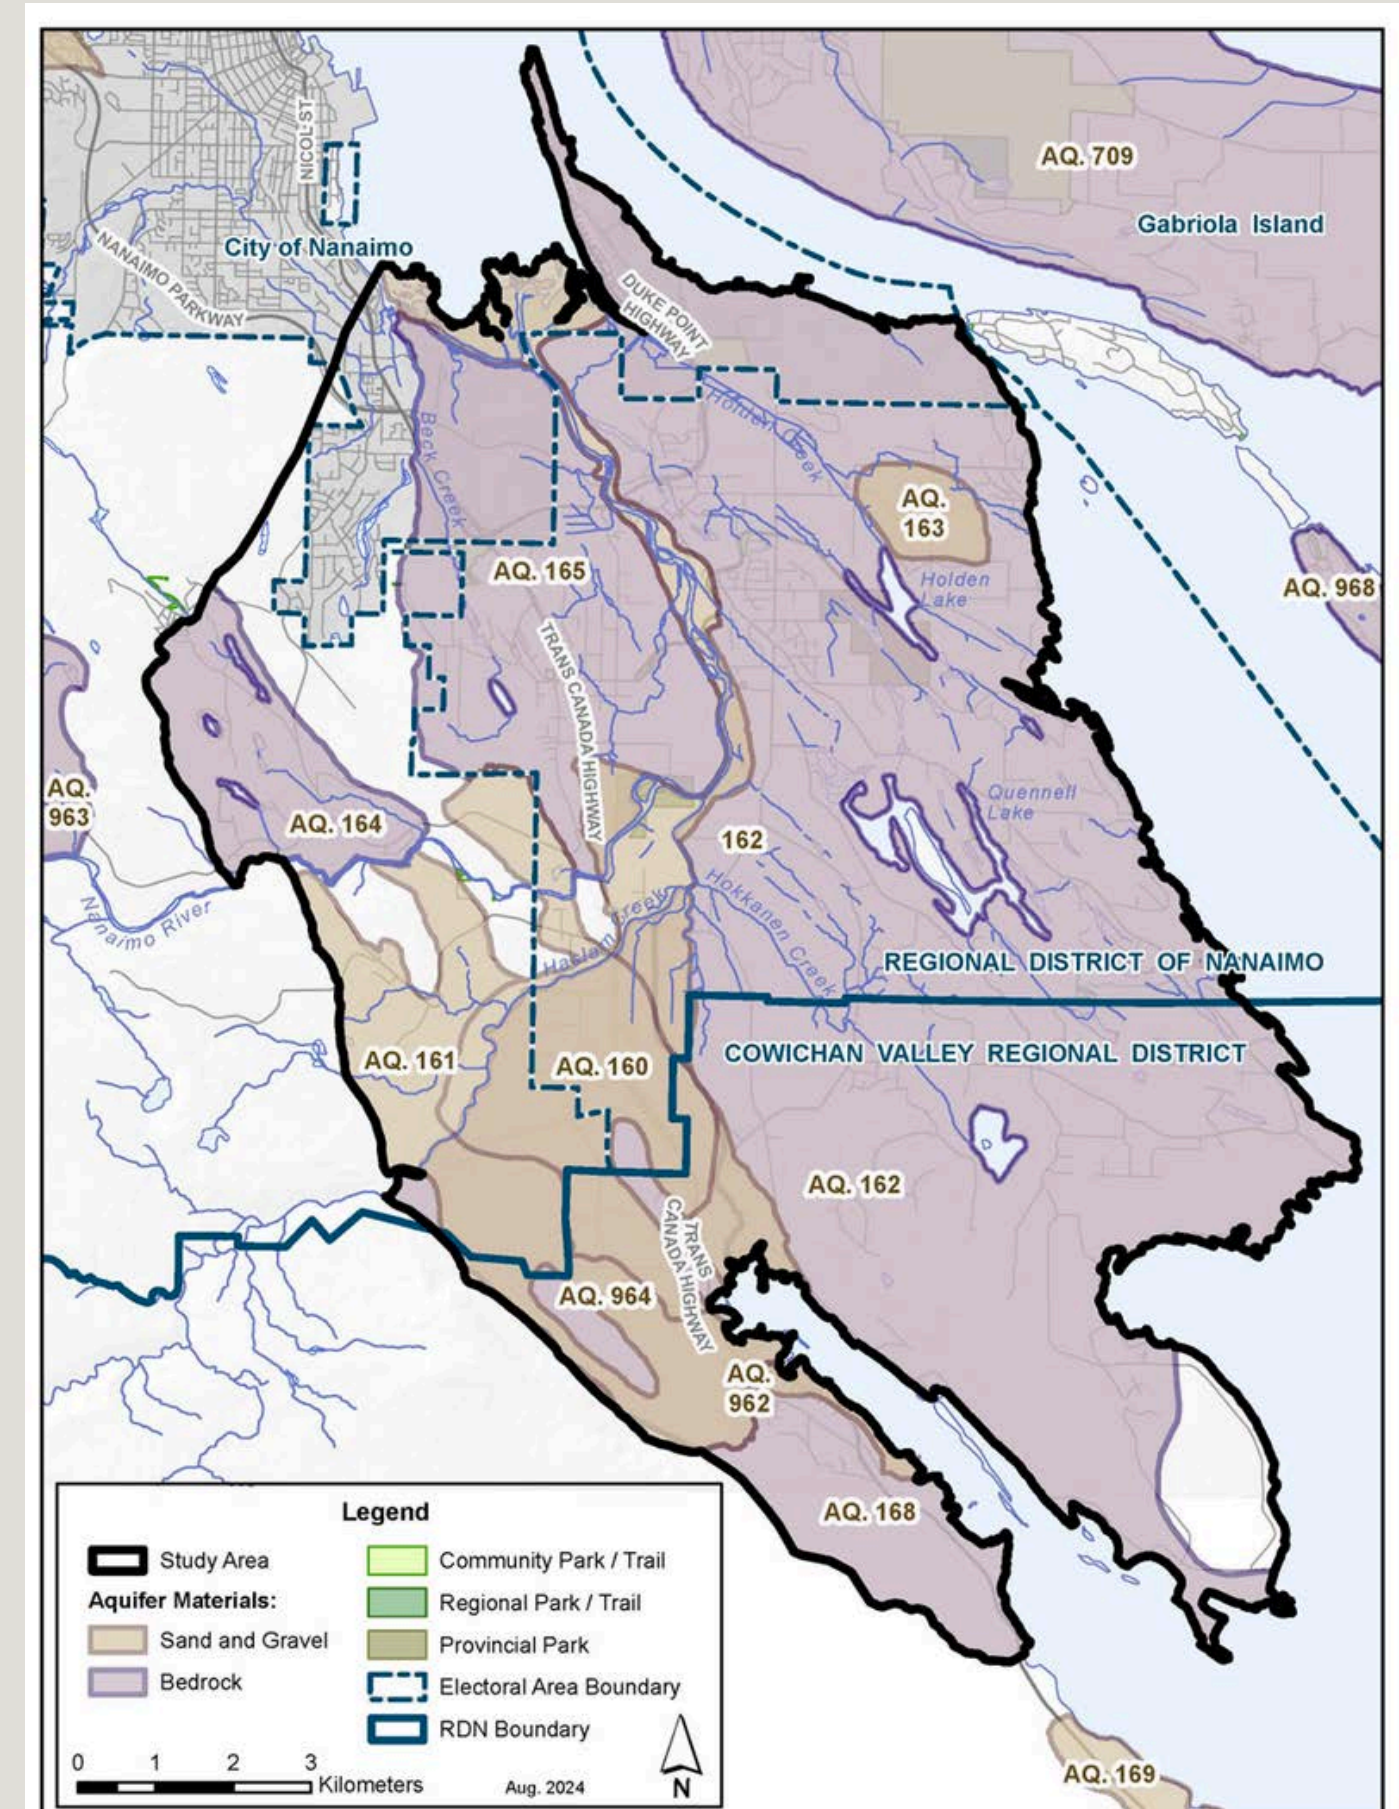 NICOL ST
AQ. 709
Gabriola Island
City of Nanaimo
NANAIMO PARKWAY
DUKE POINT
HIGHWAY
Holden Creek
Beck Creek
AQ.
163
AQ. 165
Holden
Lake
AQ. 968
TRANS CANADA HIGHWAY
AQ.
963
AQ. 164
Quennell
Lake
162
Nanaimo River
Haslam Creek
Hokkanen Creek
REGIONAL DISTRICT OF NANAIMO
COWICHAN VALLEY REGIONAL DISTRICT
AQ. 161
AQ. 160
AQ. 162
TRANS
CANADA HIGHWAY
AQ. 964
AQ.
962
AQ. 168
AQ. 169
Legend
Study Area
Aquifer Materials:
Sand and Gravel
Bedrock
Community Park / Trail
Regional Park / Trail
Provincial Park
Electoral Area Boundary
RDN Boundary
0 1 2 3
Kilometers
Aug. 2024
N